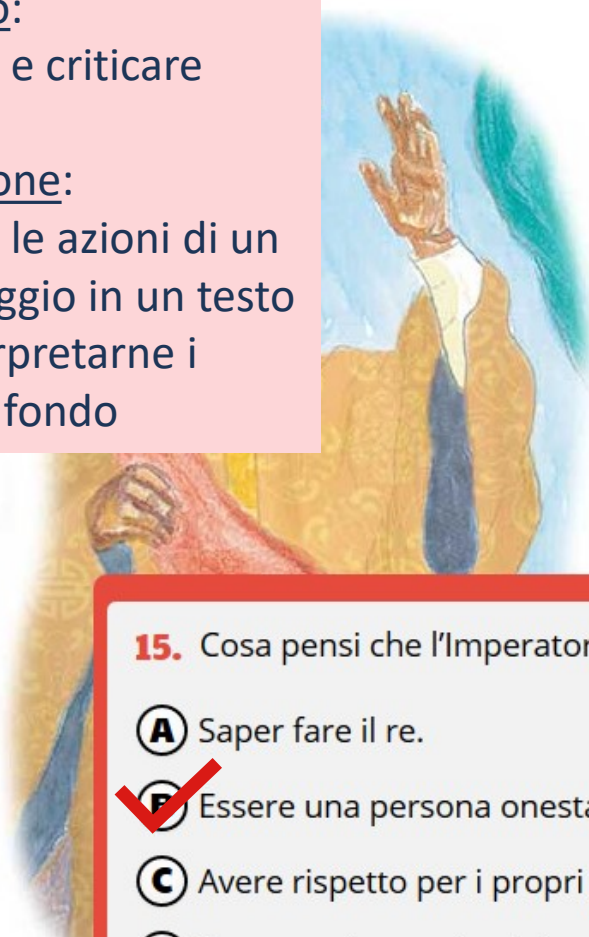 e criticare
one:
le azioni di un
ggio in un testo
rpretarne i
fondo
15. Cosa pensi che l'Imperator
A Saper fare il re.
Essere una persona onesta
C Avere rispetto per i propri